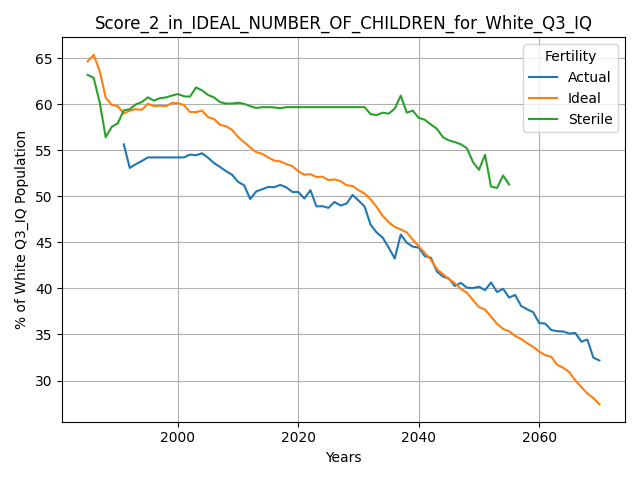 Score_2_in_IDEAL_NUMBER_OF_CHILDREN_for_White_Q3_IQ
Fertility
Actual
Ideal
Sterile
% of White Q3_IQ Population
65
60
55
50
45
40
35
30
2000
2020
2040
2060
Years